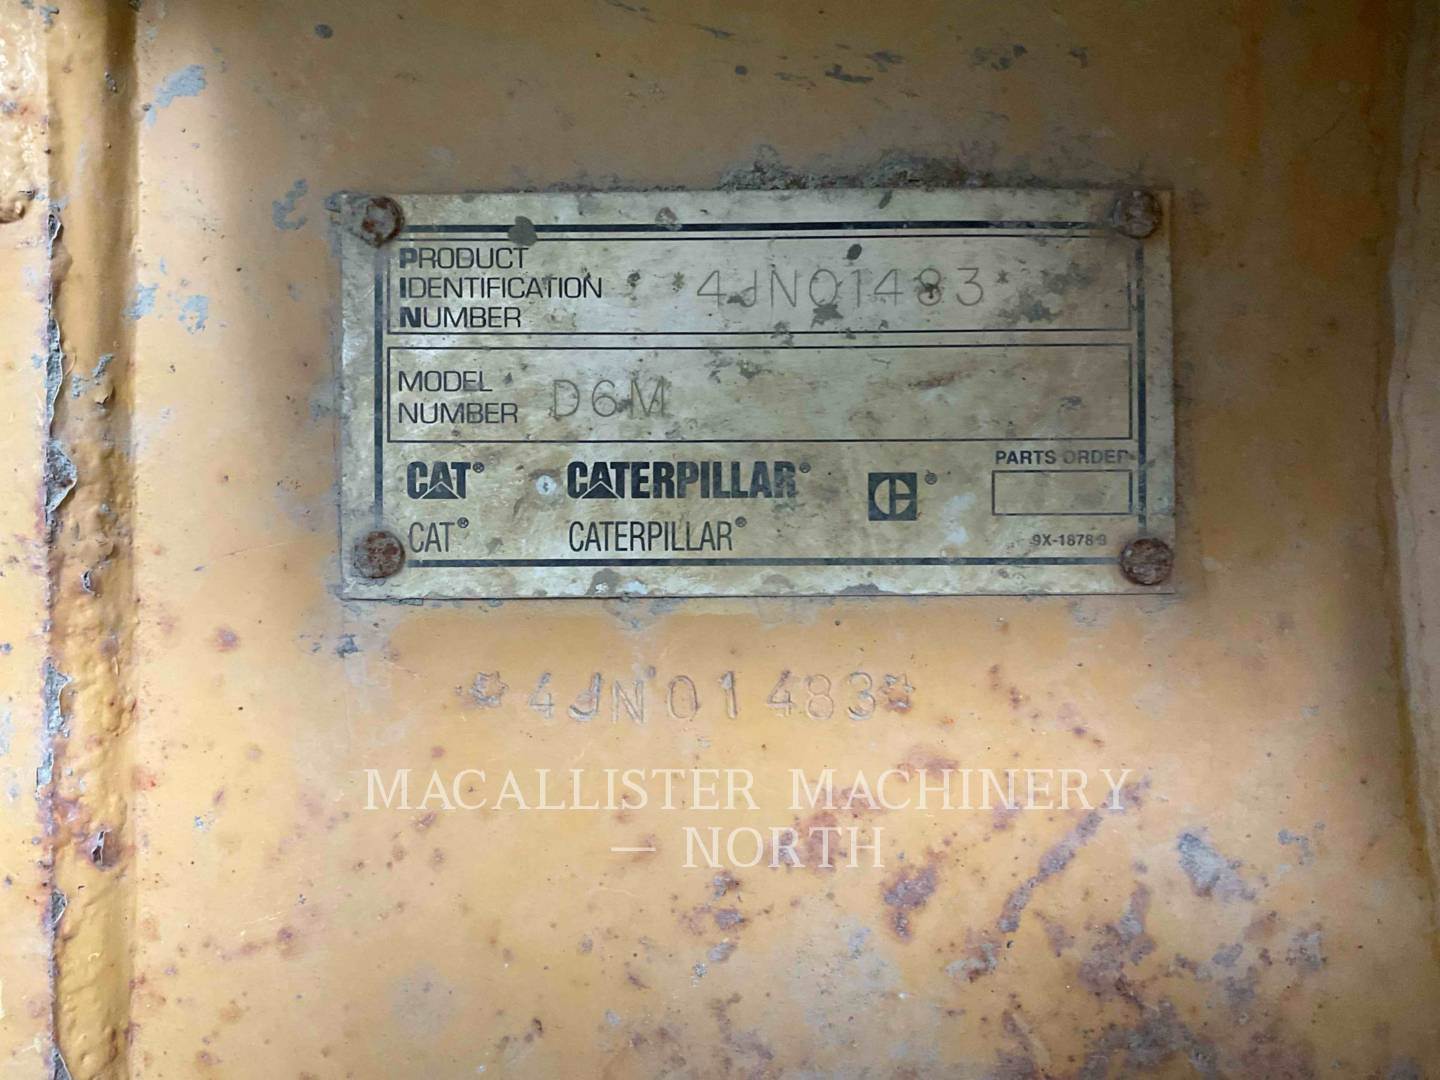 PRODUCT
IDENTIFICATION
NUMBER
*4JN01483*
MODEL
NUMBER
D6M
CAT® CATERPILLAR® ®
PARTS ORDER
CAT® CATERPILLAR®
9X-1878 9
*4JN01483*
MACALLISTER MACHINERY
— NORTH